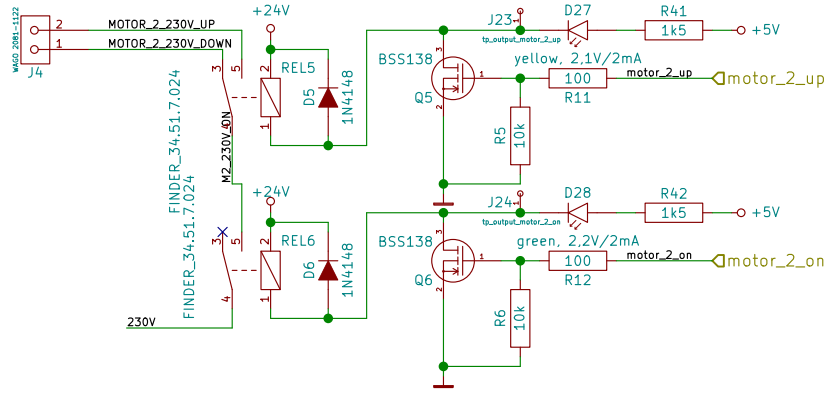 +24V
J23
1
D27
R41
2
MOTOR_2_230V_UP
tp_output_motor_2_up
1k5
+5V
1
MOTOR_2_230V_DOWN
WAGO 2081-1122
J4
3
5
2
REL5
3
BSS138
yellow, 2,1V/2mA
1
100
motor_2_up
motor_2_up
D5
1N4148
Q5
R11
2
4
1
M2_230V_ON
R5
10k
FINDER_34.51.7.024
FINDER_34.51.7.024
+24V
J24
1
D28
R42
tp_output_motor_2_on
1k5
+5V
3
5
2
REL6
3
BSS138
green, 2,2V/2mA
1
100
motor_2_on
motor_2_on
D6
1N4148
Q6
R12
2
4
1
R6
10k
230V